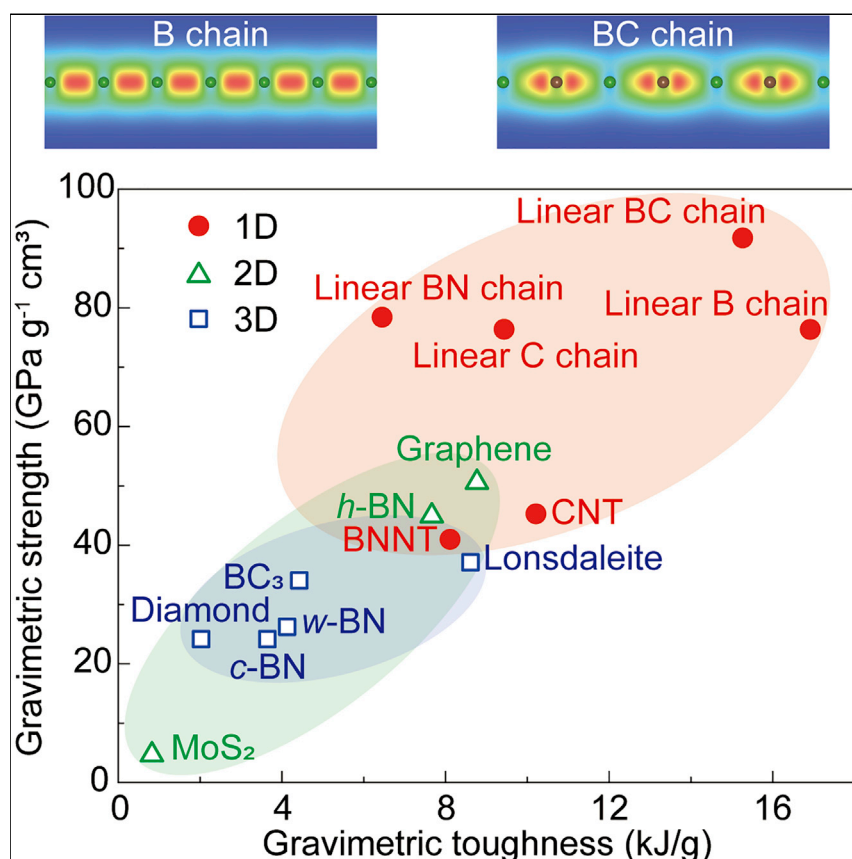 B chain
BC chain
100
80
60
40
20
0
Gravimetric strength (GPa g⁻¹ cm³)
1D
2D
3D
Linear BC chain
Linear BN chain
Linear B chain
Linear C chain
Graphene
h-BN
CNT
BNNT
Lonsdaleite
BC₃
Diamond
w-BN
c-BN
MoS₂
0
4
8
12
16
Gravimetric toughness (kJ/g)